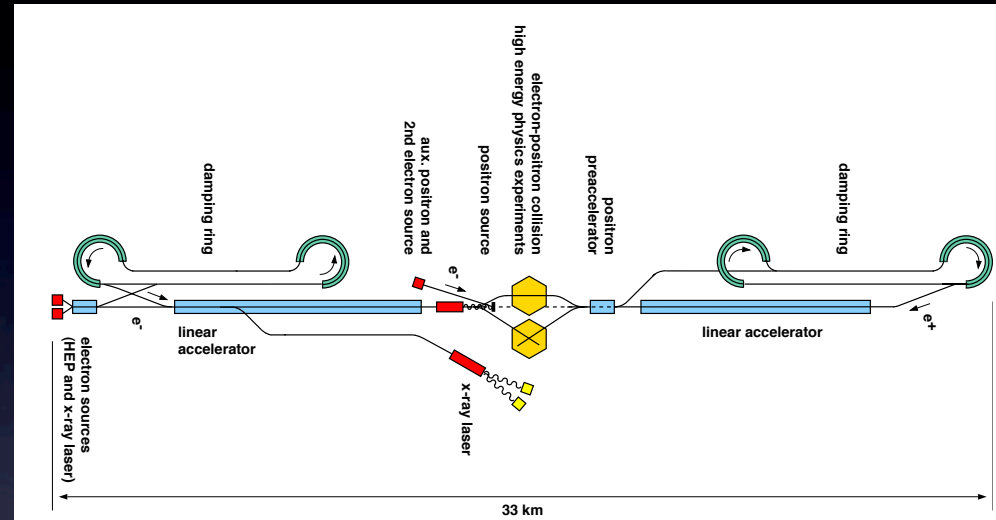 electron-positron collision
high energy physics experiments
aux. positron and
2nd electron source
positron source
positron
preaccelerator
damping ring
damping ring
e-
e-
e+
linear
accelerator
linear accelerator
x-ray laser
electron sources
(HEP and x-ray laser)
33 km